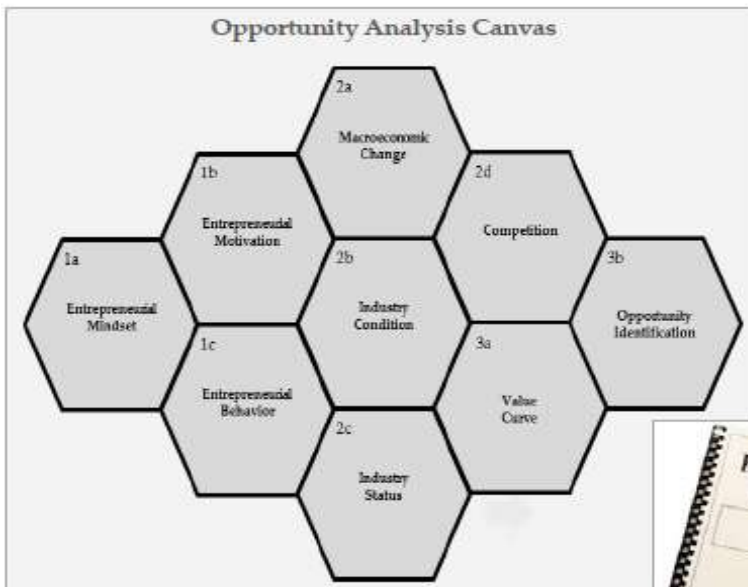 Opportunity Analysis Canvas
2a
Macroeconomic
Change
1b
Entrepreneurial
Motivation
2d
Competition
1a
Entrepreneurial
Mindset
2b
Industry
Condition
3b
Opportunity
Identification
1c
Entrepreneurial
Behavior
3a
Value
Curve
2c
Industry
Status